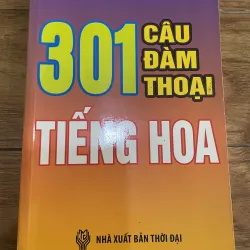 301 CÂU
ĐÀM
THOẠI
TIẾNG HOA
NHÀ XUẤT BẢN THỜI ĐẠI